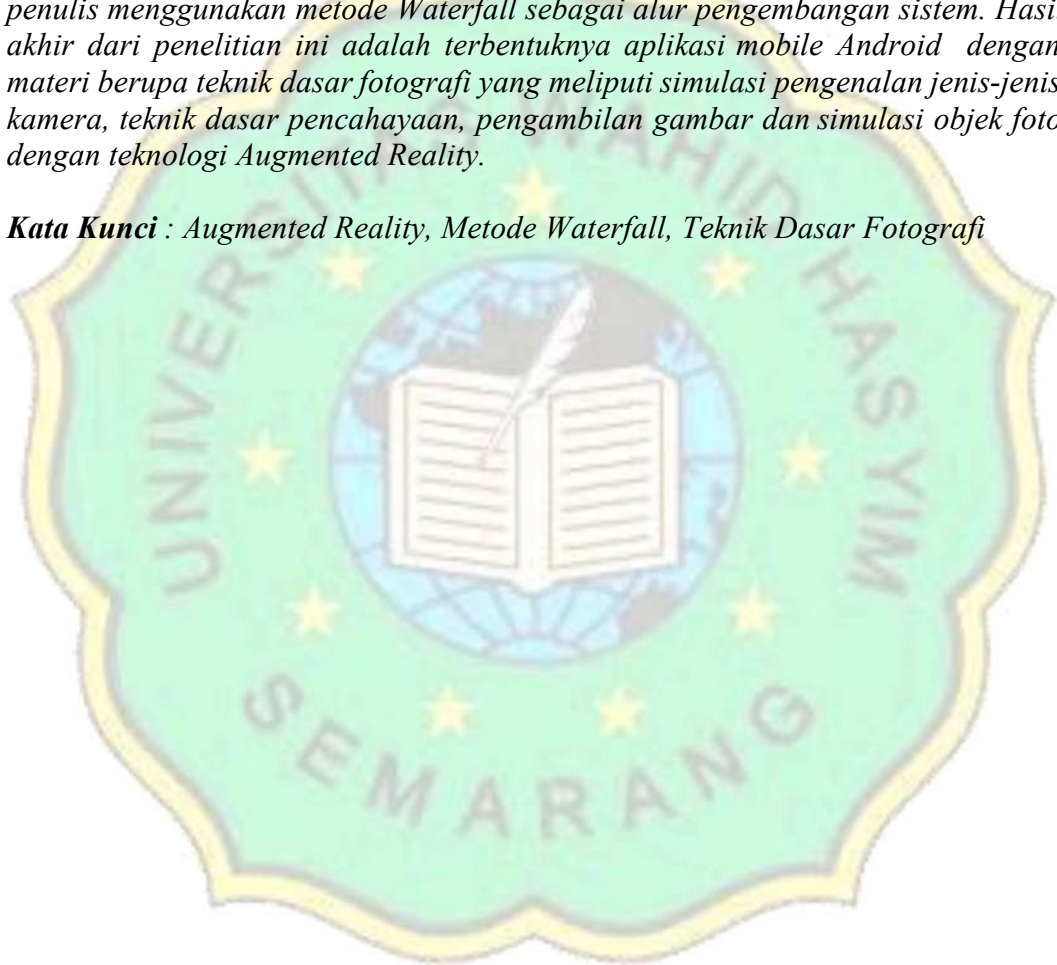 penulis menggunakan metode Waterfall sebagai alur pengembangan sistem. Hasil
akhir dari penelitian ini adalah terbentuknya aplikasi mobile Android dengan
materi berupa teknik dasar fotografi yang meliputi simulasi pengenalan jenis-jenis
kamera, teknik dasar pencahayaan, pengambilan gambar dan simulasi objek foto
dengan teknologi Augmented Reality.
Kata Kunci : Augmented Reality, Metode Waterfall, Teknik Dasar Fotografi
UNIVERSITAS WAHID HASYIM
SEMARANG